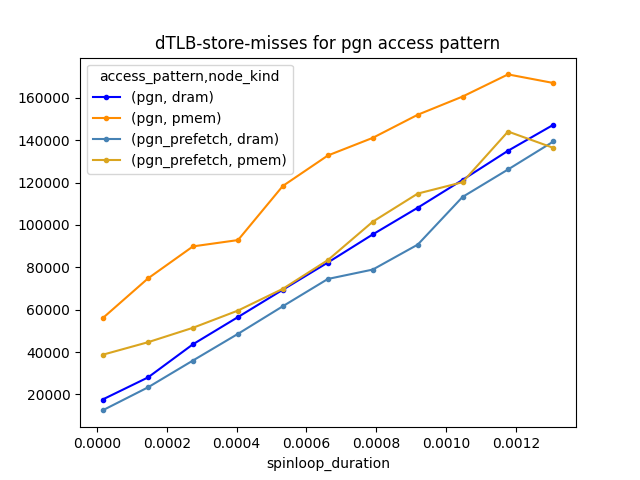 dTLB-store-misses for pgn access pattern
access_pattern,node_kind
(pgn, dram)
(pgn, pmem)
(pgn_prefetch, dram)
(pgn_prefetch, pmem)
160000
140000
120000
100000
80000
60000
40000
20000
0.0000 0.0002 0.0004 0.0006 0.0008 0.0010 0.0012
spinloop_duration